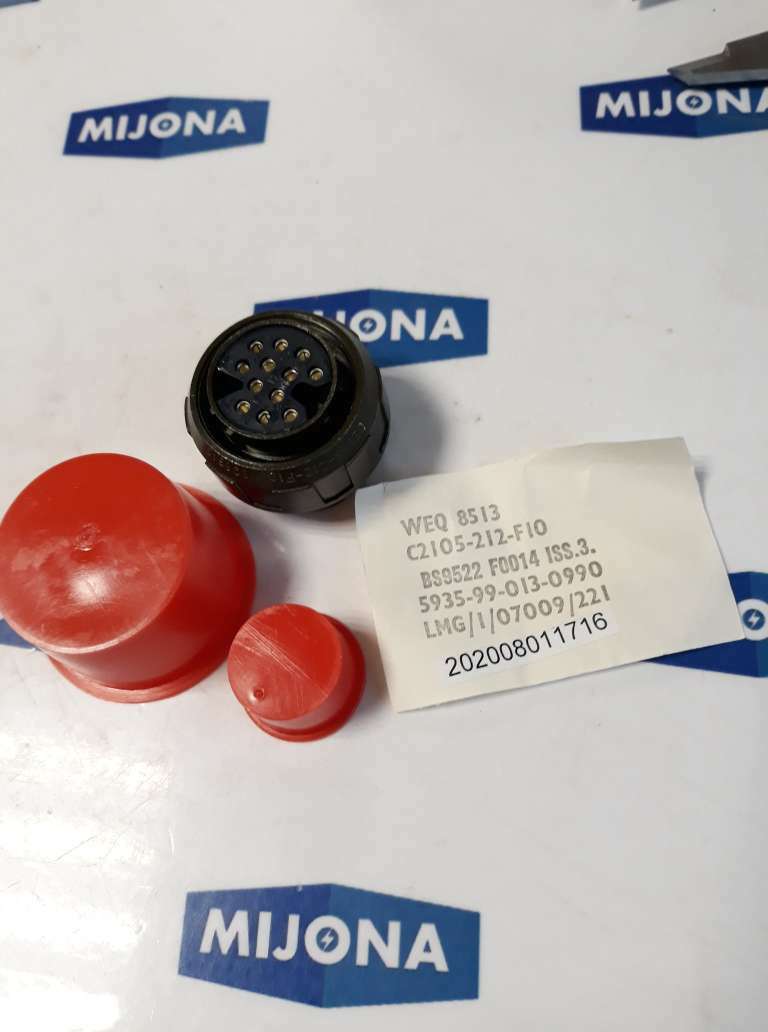 MIJONA
MIJONA
MIJONA
WEQ 8513
C2105-212-F10
BS9522 F0014 ISS.3.
5935-99-013-0990
LMG/1/07009/221
202008011716
MIJONA